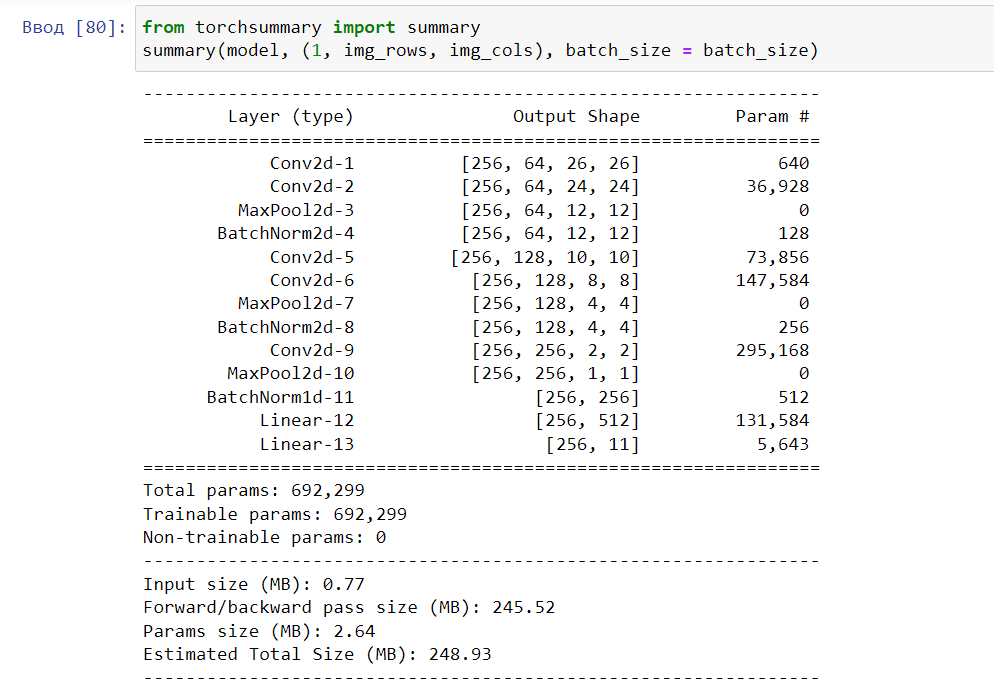 Ввод [80]: from torchsummary import summary
summary(model, (1, img_rows, img_cols), batch_size = batch_size)
----------------------------------------------------------------
Layer (type) Output Shape Param #
================================================================
Conv2d-1 [256, 64, 26, 26] 640
Conv2d-2 [256, 64, 24, 24] 36,928
MaxPool2d-3 [256, 64, 12, 12] 0
BatchNorm2d-4 [256, 64, 12, 12] 128
Conv2d-5 [256, 128, 10, 10] 73,856
Conv2d-6 [256, 128, 8, 8] 147,584
MaxPool2d-7 [256, 128, 4, 4] 0
BatchNorm2d-8 [256, 128, 4, 4] 256
Conv2d-9 [256, 256, 2, 2] 295,168
MaxPool2d-10 [256, 256, 1, 1] 0
BatchNorm1d-11 [256, 256] 512
Linear-12 [256, 512] 131,584
Linear-13 [256, 11] 5,643
================================================================
Total params: 692,299
Trainable params: 692,299
Non-trainable params: 0
----------------------------------------------------------------
Input size (MB): 0.77
Forward/backward pass size (MB): 245.52
Params size (MB): 2.64
Estimated Total Size (MB): 248.93
----------------------------------------------------------------